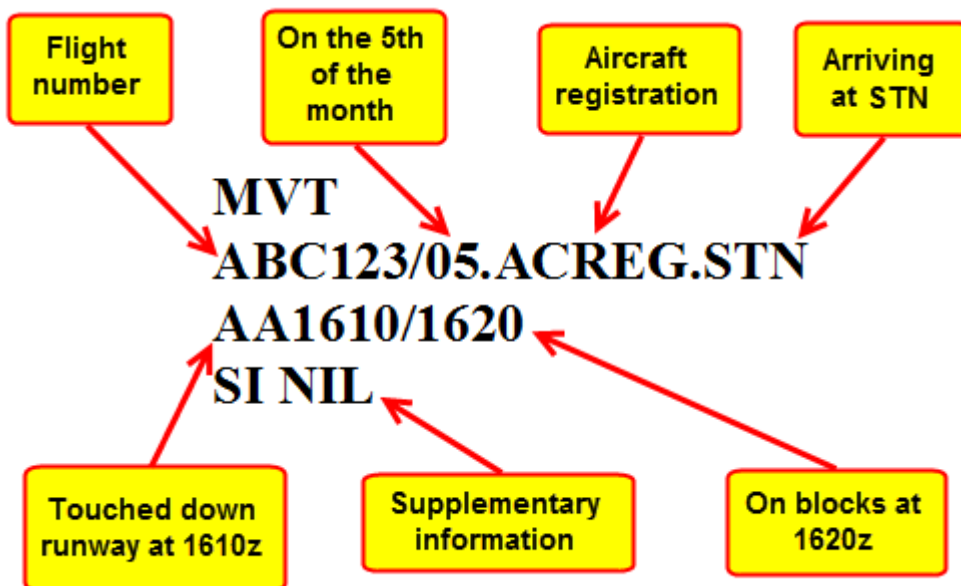 Flight
number
On the 5th
of the
month
Aircraft
registration
Arriving
at STN
MVT
ABC123/05.ACREG.STN
AA1610/1620
SI NIL
Touched down
runway at 1610z
Supplementary
information
On blocks at
1620z